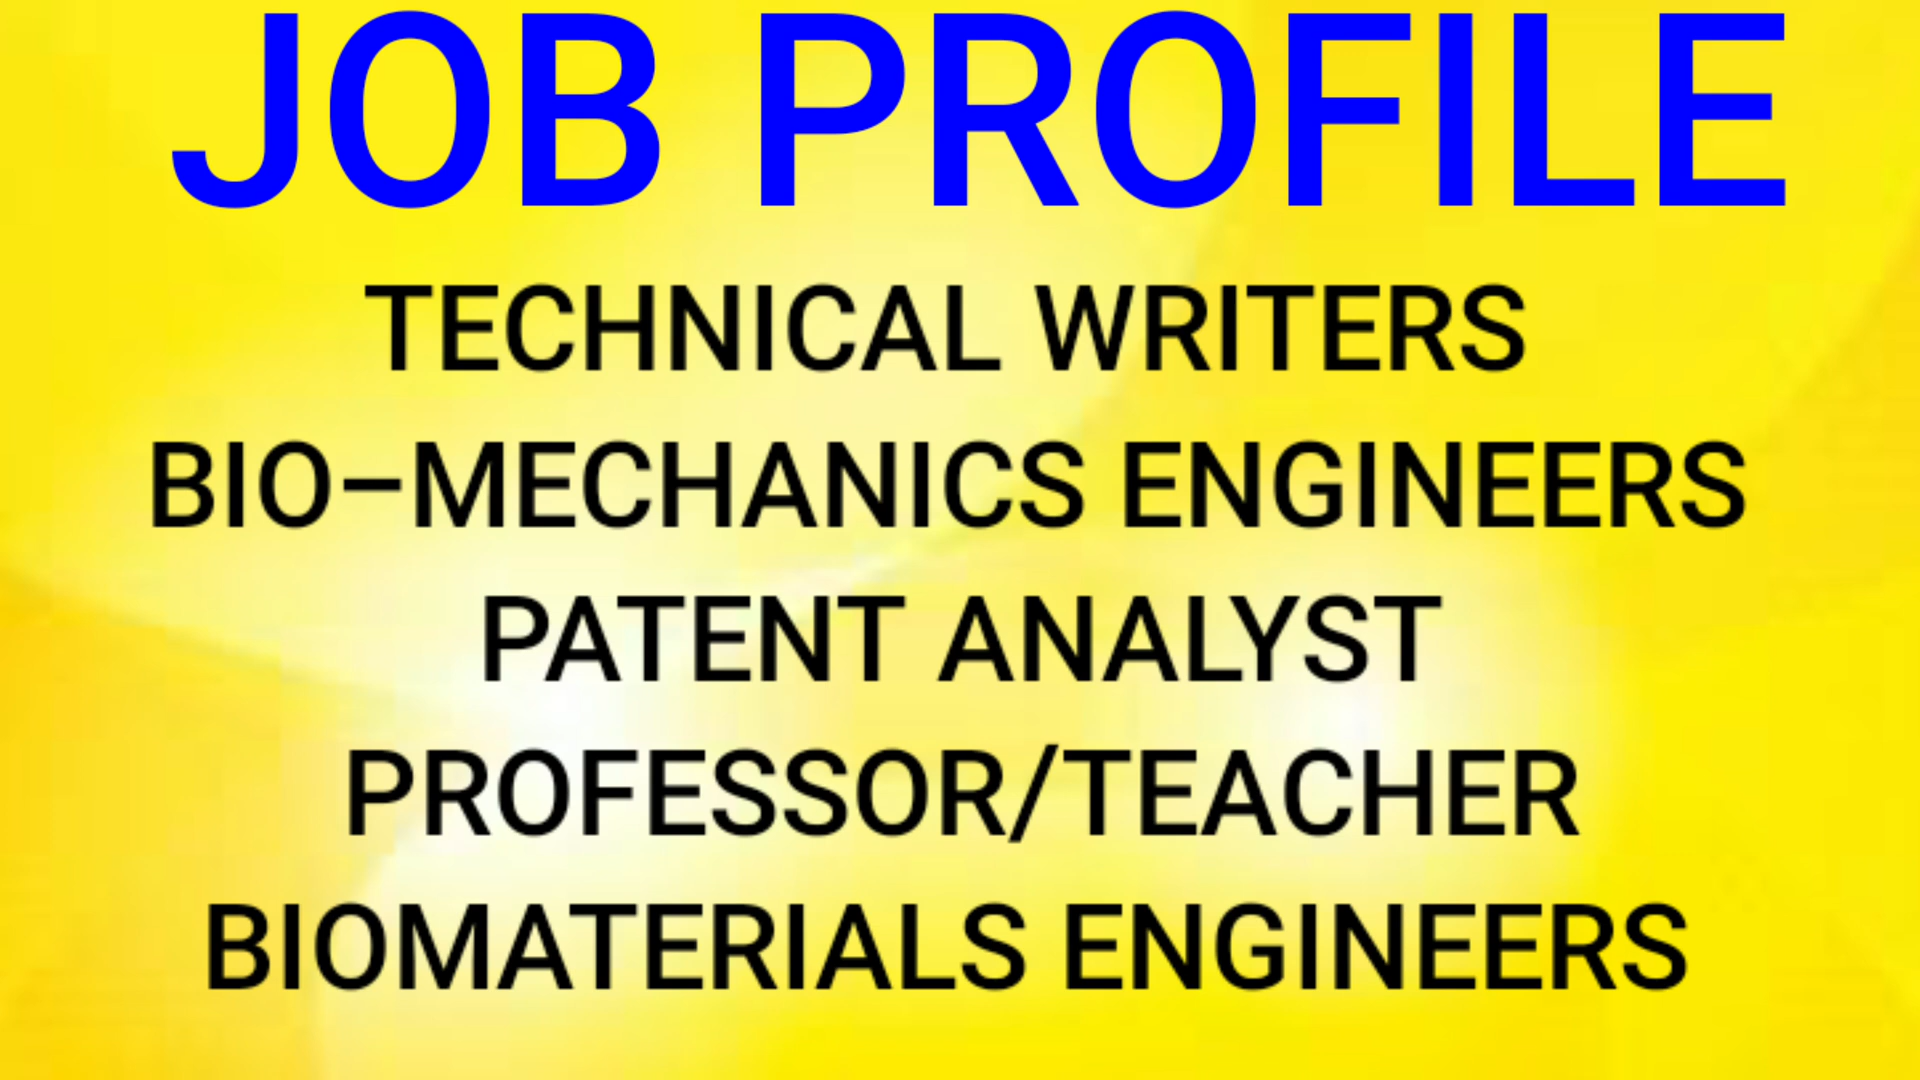 JOB PROFILE
TECHNICAL WRITERS
BIO-MECHANICS ENGINEERS
PATENT ANALYST
PROFESSOR/TEACHER
BIOMATERIALS ENGINEERS